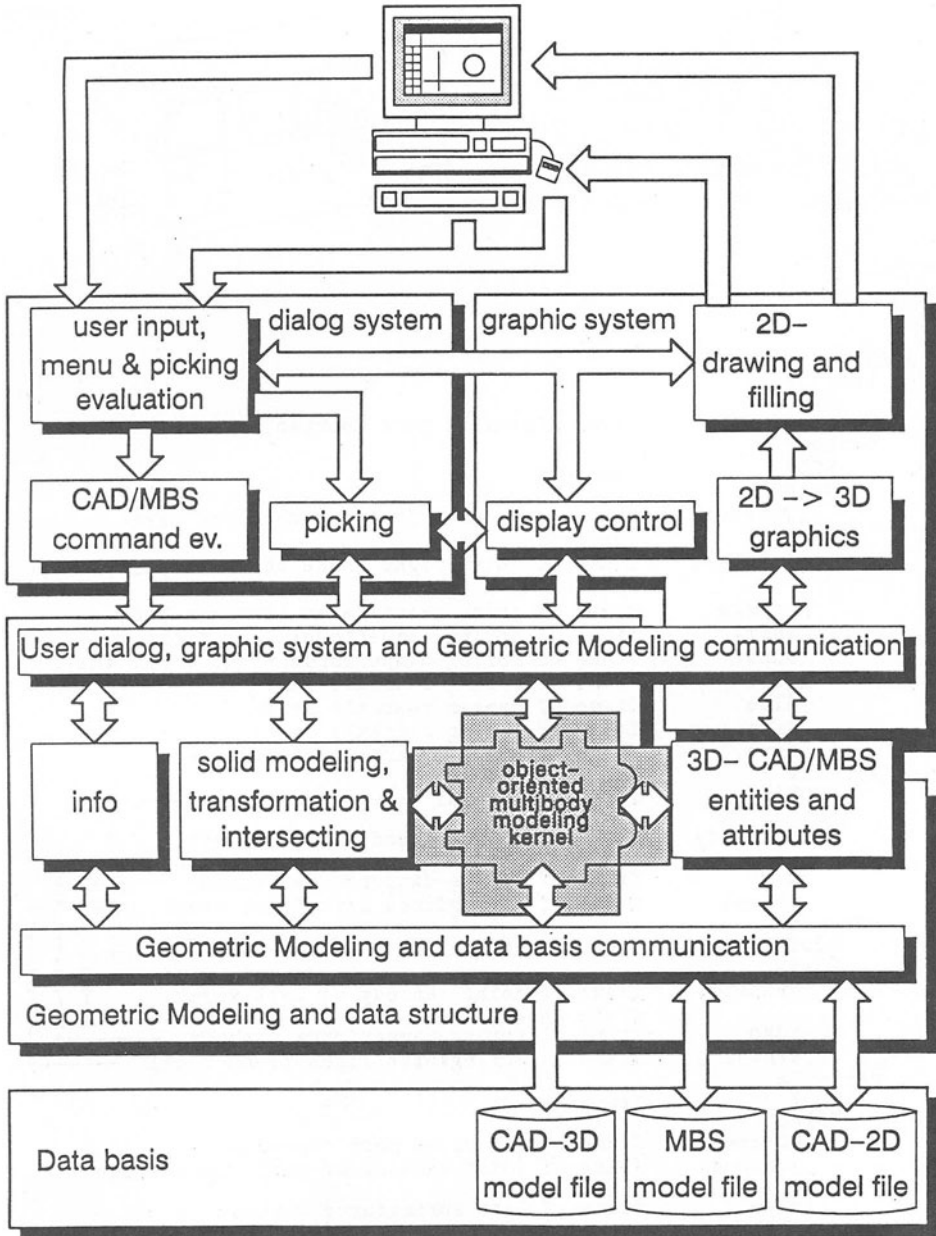 user input,
menu & picking
evaluation
dialog system
graphic system
2D–
drawing and
filling
CAD/MBS
command ev.
picking
display control
2D –> 3D
graphics
User dialog, graphic system and Geometric Modeling communication
info
solid modeling,
transformation &
intersecting
object–
oriented
multibody
modeling
kernel
3D– CAD/MBS
entities and
attributes
Geometric Modeling and data basis communication
Geometric Modeling and data structure
Data basis
CAD–3D
model file
MBS
model file
CAD–2D
model file